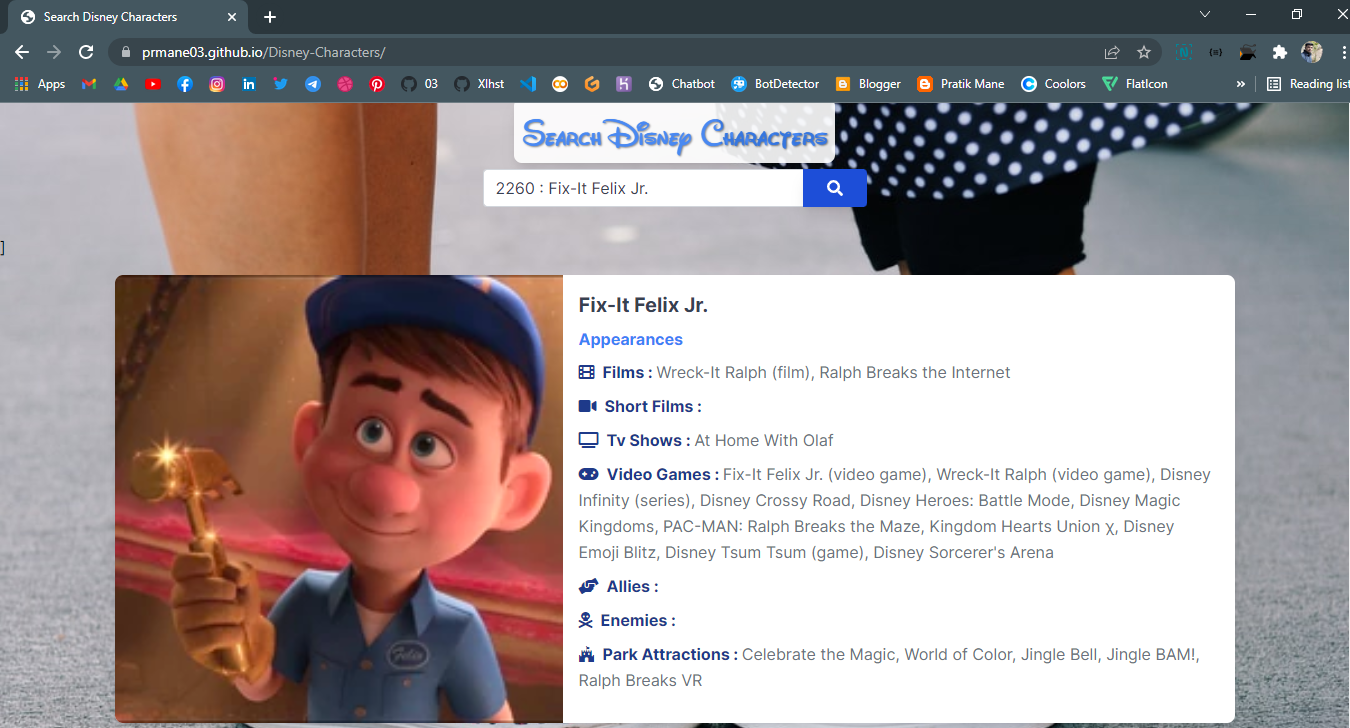 Search Disney Characters
prmane03.github.io/Disney-Characters/
Apps 03 Xlhst Chatbot BotDetector Blogger Pratik Mane Coolors FlatIcon » Reading list
Search Disney Characters
2260 : Fix-It Felix Jr.
]
Fix-It Felix Jr.
Appearances
Films : Wreck-It Ralph (film), Ralph Breaks the Internet
Short Films :
Tv Shows : At Home With Olaf
Video Games : Fix-It Felix Jr. (video game), Wreck-It Ralph (video game), Disney
Infinity (series), Disney Crossy Road, Disney Heroes: Battle Mode, Disney Magic
Kingdoms, PAC-MAN: Ralph Breaks the Maze, Kingdom Hearts Union χ, Disney
Emoji Blitz, Disney Tsum Tsum (game), Disney Sorcerer's Arena
Allies :
Enemies :
Park Attractions : Celebrate the Magic, World of Color, Jingle Bell, Jingle BAM!,
Ralph Breaks VR
Felix